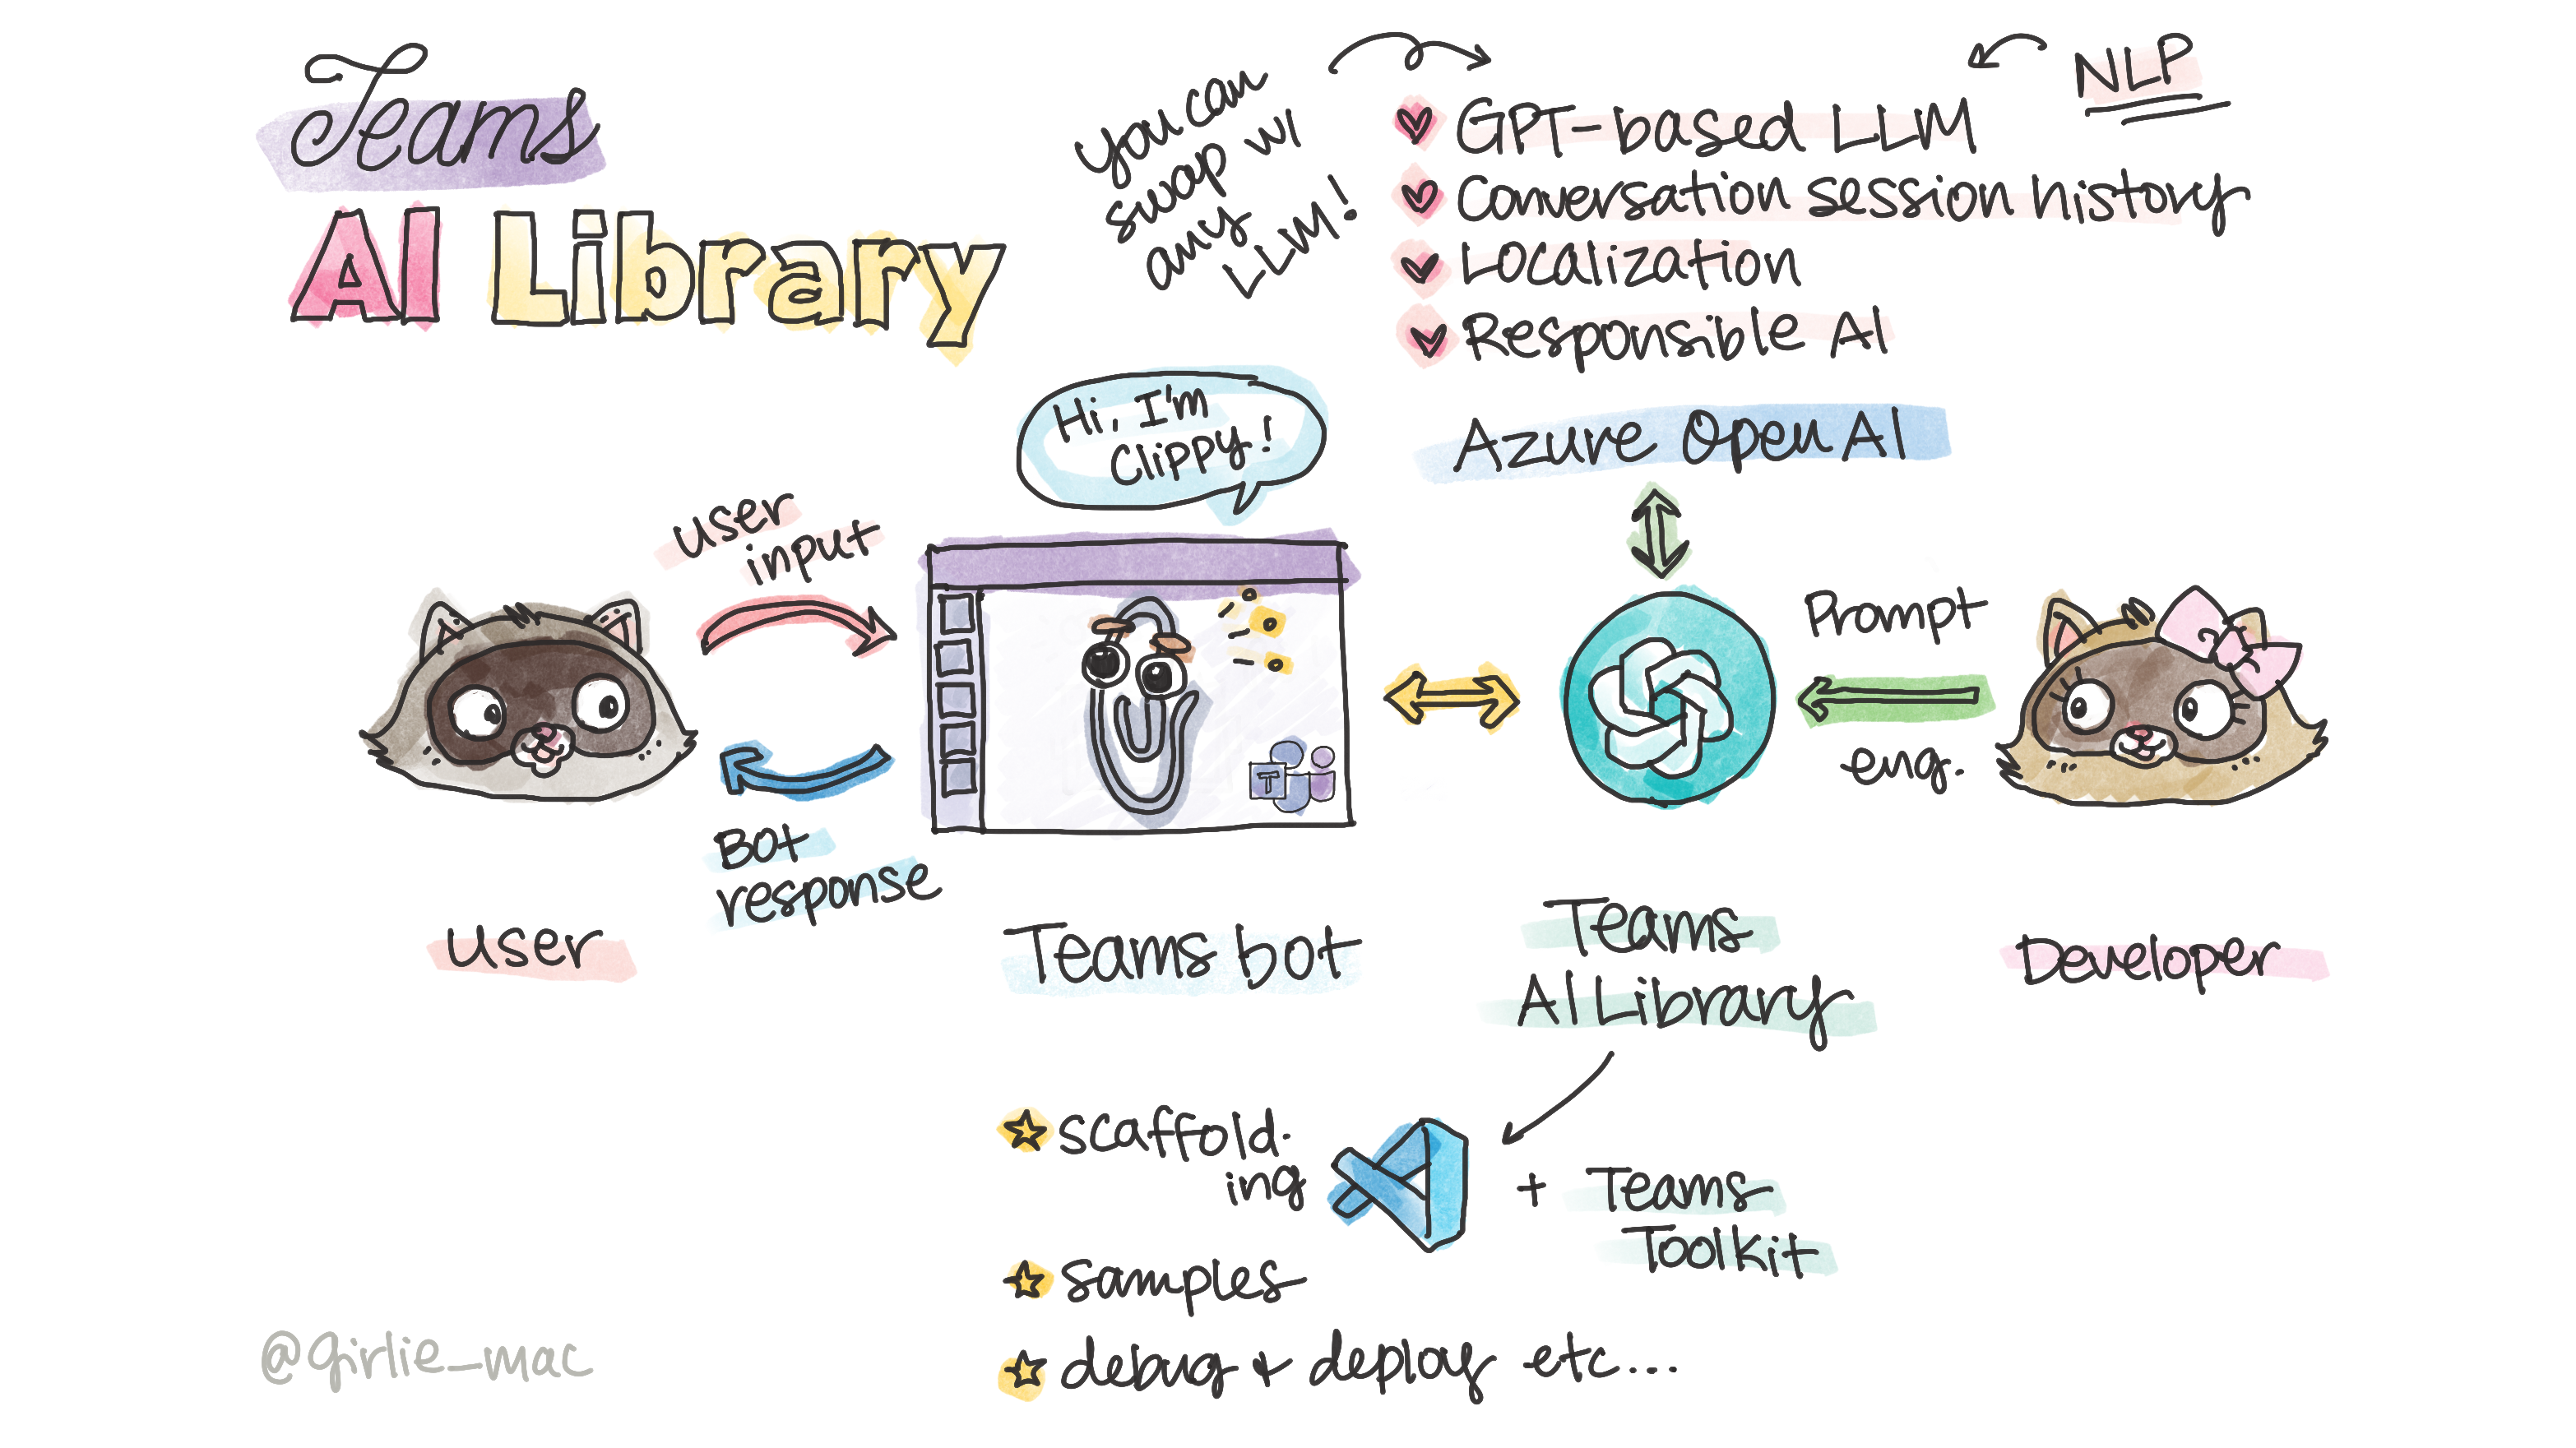 Teams
AI Library
you can
swap w/
any
LLM!
NLP
GPT-based LLM
Conversation session history
Localization
Responsible AI
Azure OpenAI
Hi, I'm
Clippy!
user
input
Bot
response
Prompt
eng.
T
user
Teams bot
Teams
AI Library
Developer
scaffold.
ing
+ Teams
Toolkit
samples
debug & deploy etc...
@girlie_mac